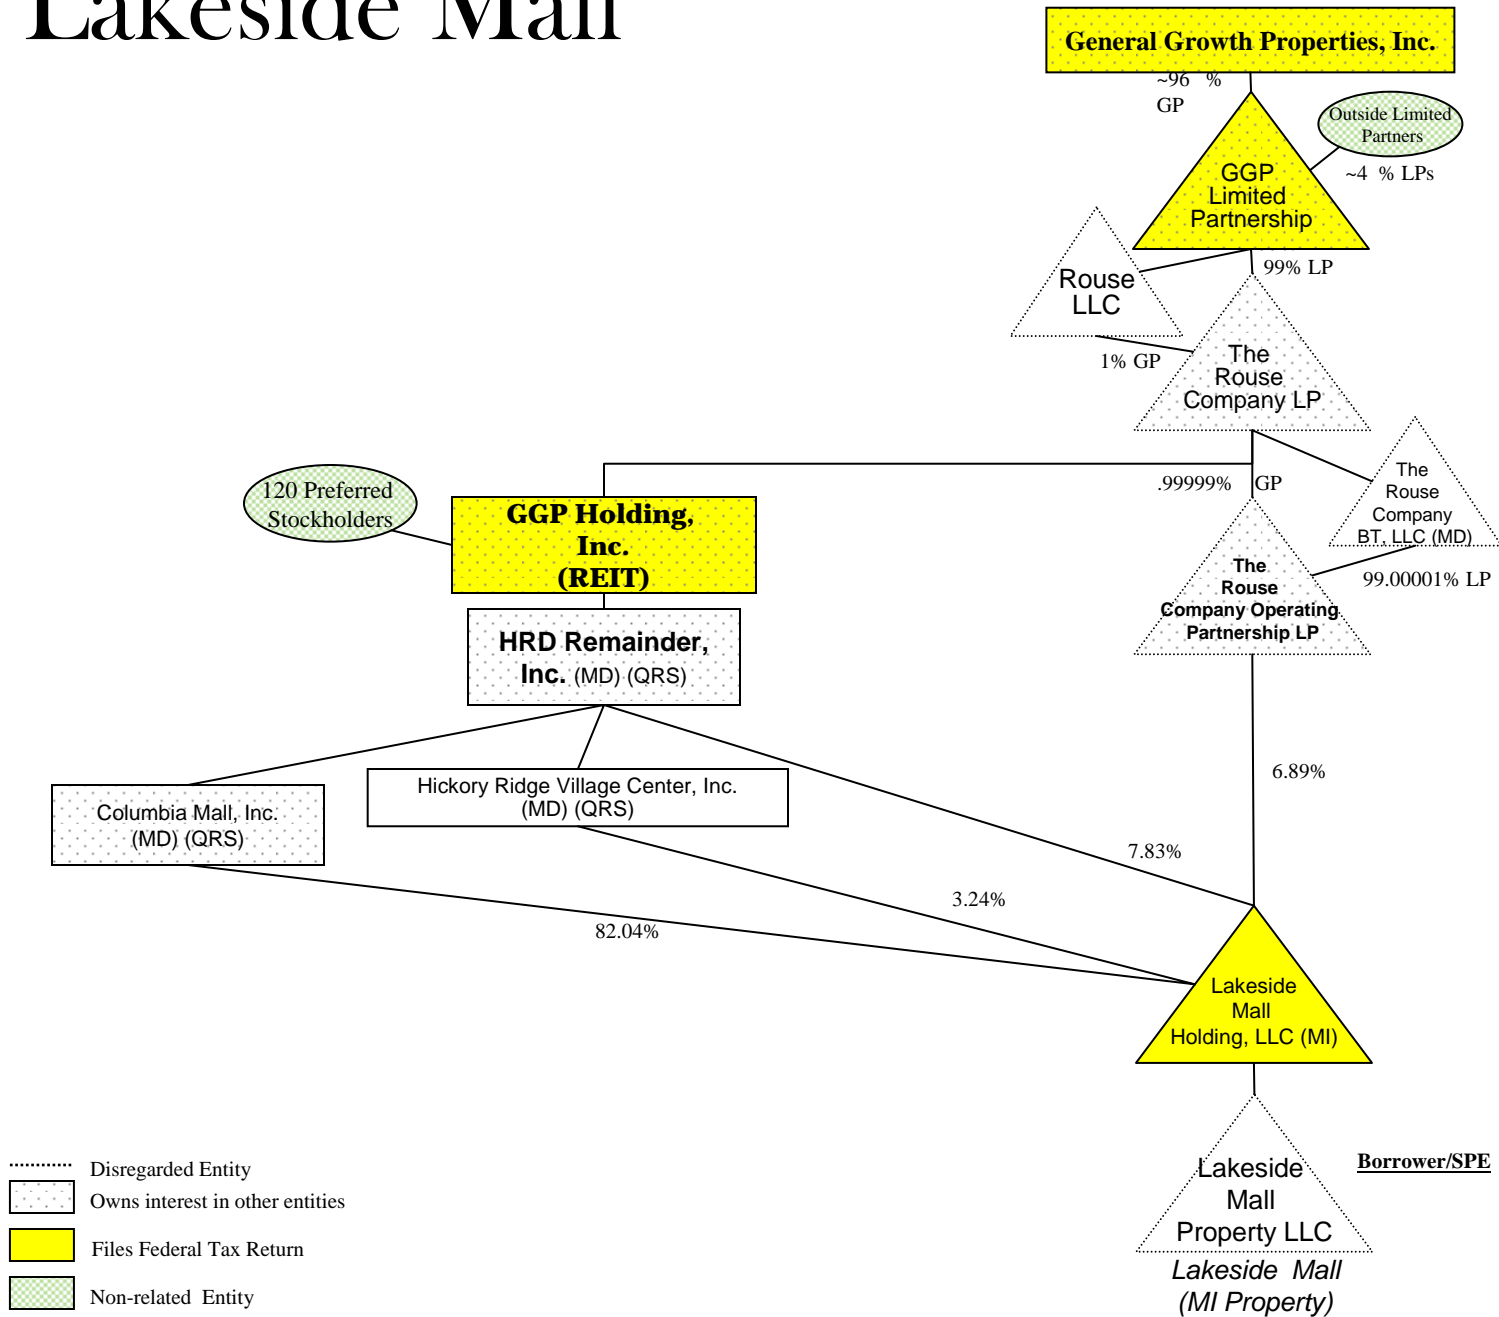 Lakeside Mall
General Growth Properties, Inc.
~96 %
GP
Outside Limited
Partners
~4 % LPs
GGP
Limited
Partnership
99% LP
Rouse
LLC
1% GP
The
Rouse
Company LP
.99999% GP
The
Rouse
Company
BT, LLC (MD)
99.00001% LP
120 Preferred
Stockholders
GGP Holding,
Inc.
(REIT)
The
Rouse
Company Operating
Partnership LP
HRD Remainder,
Inc. (MD) (QRS)
6.89%
Hickory Ridge Village Center, Inc.
(MD) (QRS)
Columbia Mall, Inc.
(MD) (QRS)
7.83%
3.24%
82.04%
Lakeside
Mall
Holding, LLC (MI)
Borrower/SPE
Lakeside
Mall
Property LLC
Lakeside Mall
(MI Property)
Disregarded Entity
Owns interest in other entities
Files Federal Tax Return
Non-related Entity